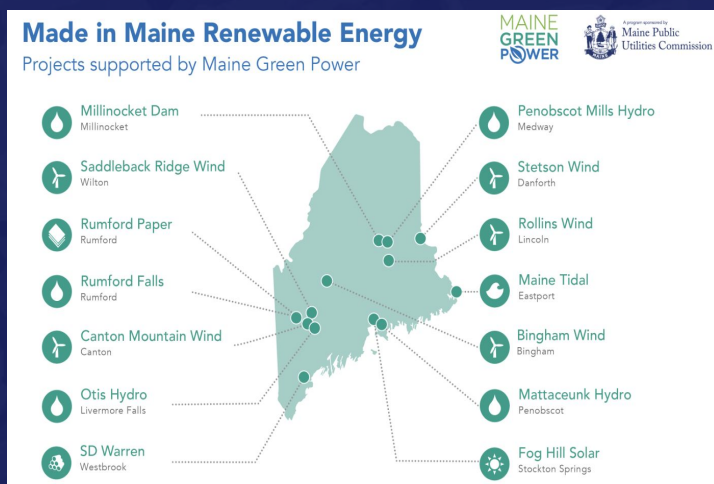 Made in Maine Renewable Energy
Projects supported by Maine Green Power
MAINE
GREEN
POWER
A program sponsored by
Maine Public
Utilities Commission
Millinocket Dam
Millinocket
Saddleback Ridge Wind
Wilton
Rumford Paper
Rumford
Rumford Falls
Rumford
Canton Mountain Wind
Canton
Otis Hydro
Livermore Falls
SD Warren
Westbrook
Penobscot Mills Hydro
Medway
Stetson Wind
Danforth
Rollins Wind
Lincoln
Maine Tidal
Eastport
Bingham Wind
Bingham
Mattaceunk Hydro
Penobscot
Fog Hill Solar
Stockton Springs